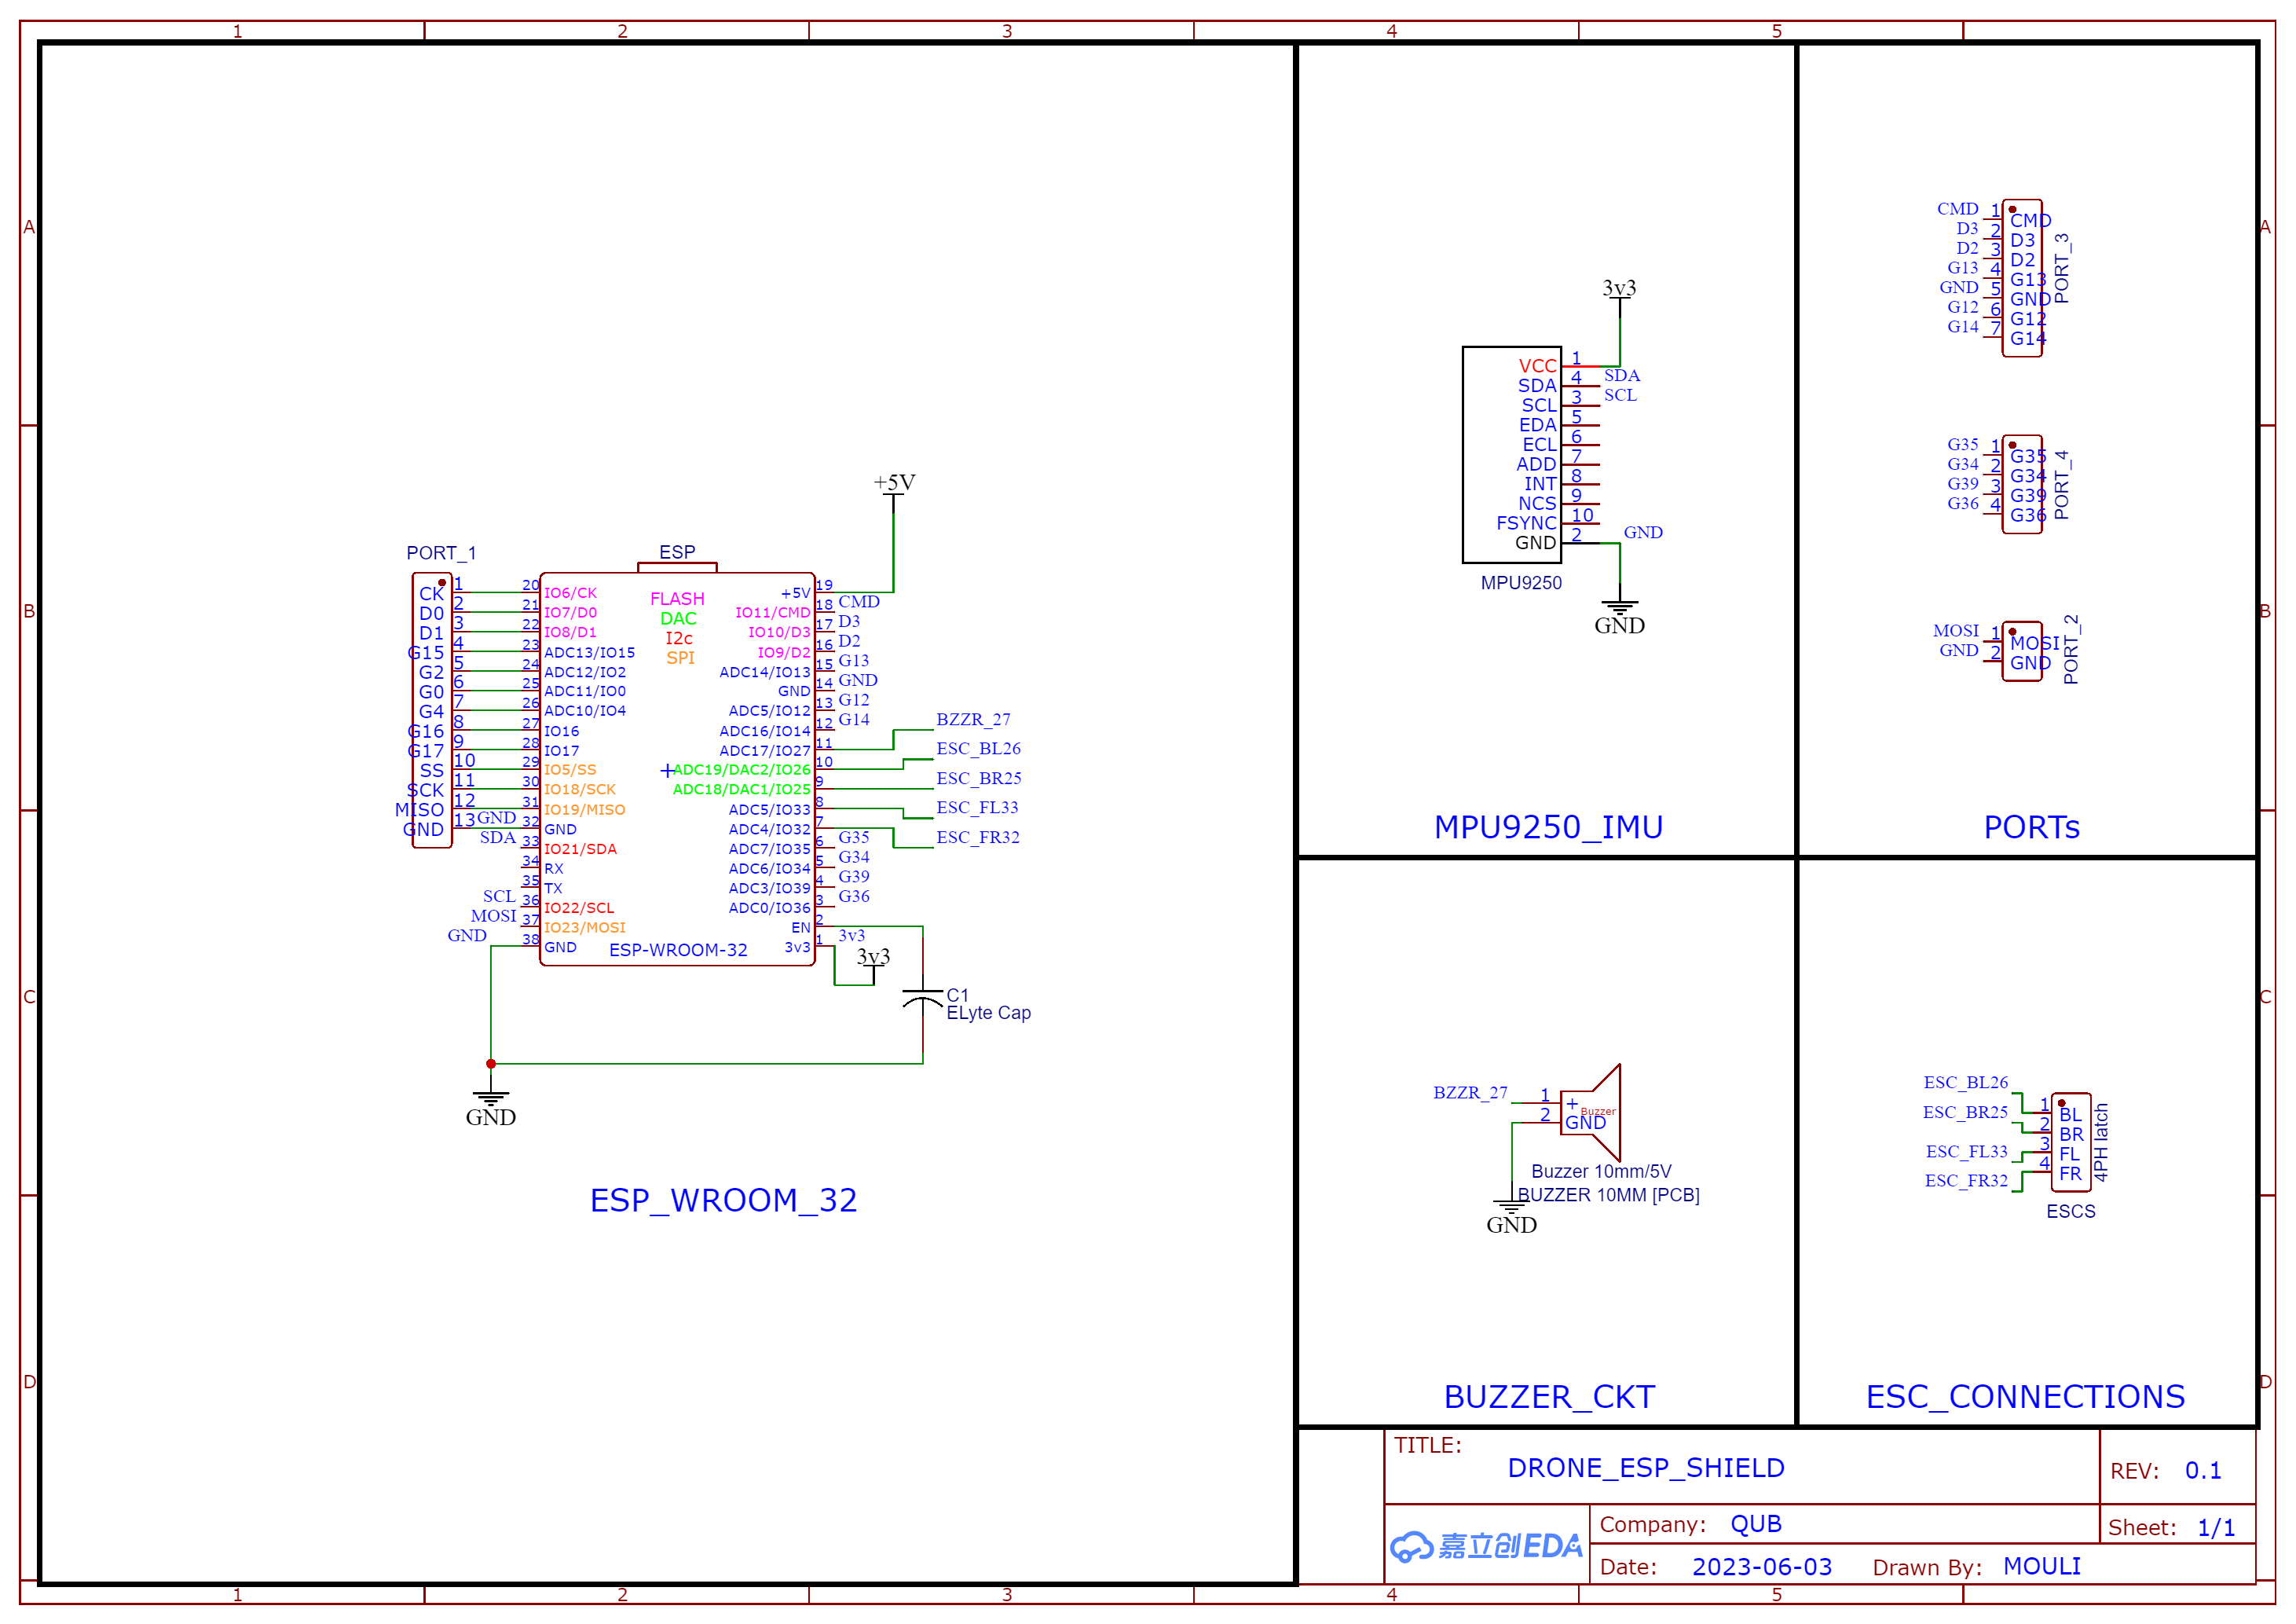 1 2 3 4 5
A
B
C
D
+5V
PORT_1
ESP
CK 1
D0 2
D1 3
G15 4
G2 5
G0 6
G4 7
G16 8
G17 9
SS 10
SCK 11
MISO 12
GND 13
GND
SDA
SCL
MOSI
GND
20 IO6/CK
21 IO7/D0
22 IO8/D1
23 ADC13/IO15
24 ADC12/IO2
25 ADC11/IO0
26 ADC10/IO4
27 IO16
28 IO17
29 IO5/SS
30 IO18/SCK
31 IO19/MISO
32 GND
33 IO21/SDA
34 RX
35 TX
36 IO22/SCL
37 IO23/MOSI
38 GND
FLASH
DAC
I2c
SPI
ESP-WROOM-32
+5V 19
IO11/CMD 18 CMD
IO10/D3 17 D3
IO9/D2 16 D2
ADC14/IO13 15 G13
GND 14 GND
ADC5/IO12 13 G12
ADC16/IO14 12 G14
ADC17/IO27 11 BZZR_27
ADC19/DAC2/IO26 10 ESC_BL26
ADC18/DAC1/IO25 9 ESC_BR25
ADC5/IO33 8 ESC_FL33
ADC4/IO32 7 ESC_FR32
ADC7/IO35 6 G35
ADC6/IO34 5 G34
ADC3/IO39 4 G39
ADC0/IO36 3 G36
EN 2
3v3 1 3v3
3v3
C1
ELyte Cap
GND
ESP_WROOM_32
3v3
VCC 1
SDA 4 SDA
SCL 3 SCL
EDA 5
ECL 6
ADD 7
INT 8
NCS 9
FSYNC 10
GND 2 GND
MPU9250
GND
MPU9250_IMU
CMD 1 CMD
D3 2 D3
D2 3 D2
G13 4 G13
GND 5 GND
G12 6 G12
G14 7 G14
PORT_3
G35 1 G35
G34 2 G34
G39 3 G39
G36 4 G36
PORT_4
MOSI 1 MOSI
GND 2 GND
PORT_2
PORTs
BZZR_27 1 +
2 GND
Buzzer
Buzzer 10mm/5V
BUZZER 10MM [PCB]
GND
BUZZER_CKT
ESC_BL26 1 BL
ESC_BR25 2 BR
ESC_FL33 3 FL
ESC_FR32 4 FR
4PH latch
ESCS
ESC_CONNECTIONS
A
B
C
D
TITLE:
DRONE_ESP_SHIELD
REV: 0.1
嘉立创EDA
Company: QUB
Sheet: 1/1
Date: 2023-06-03 Drawn By: MOULI
1 2 3 4 5